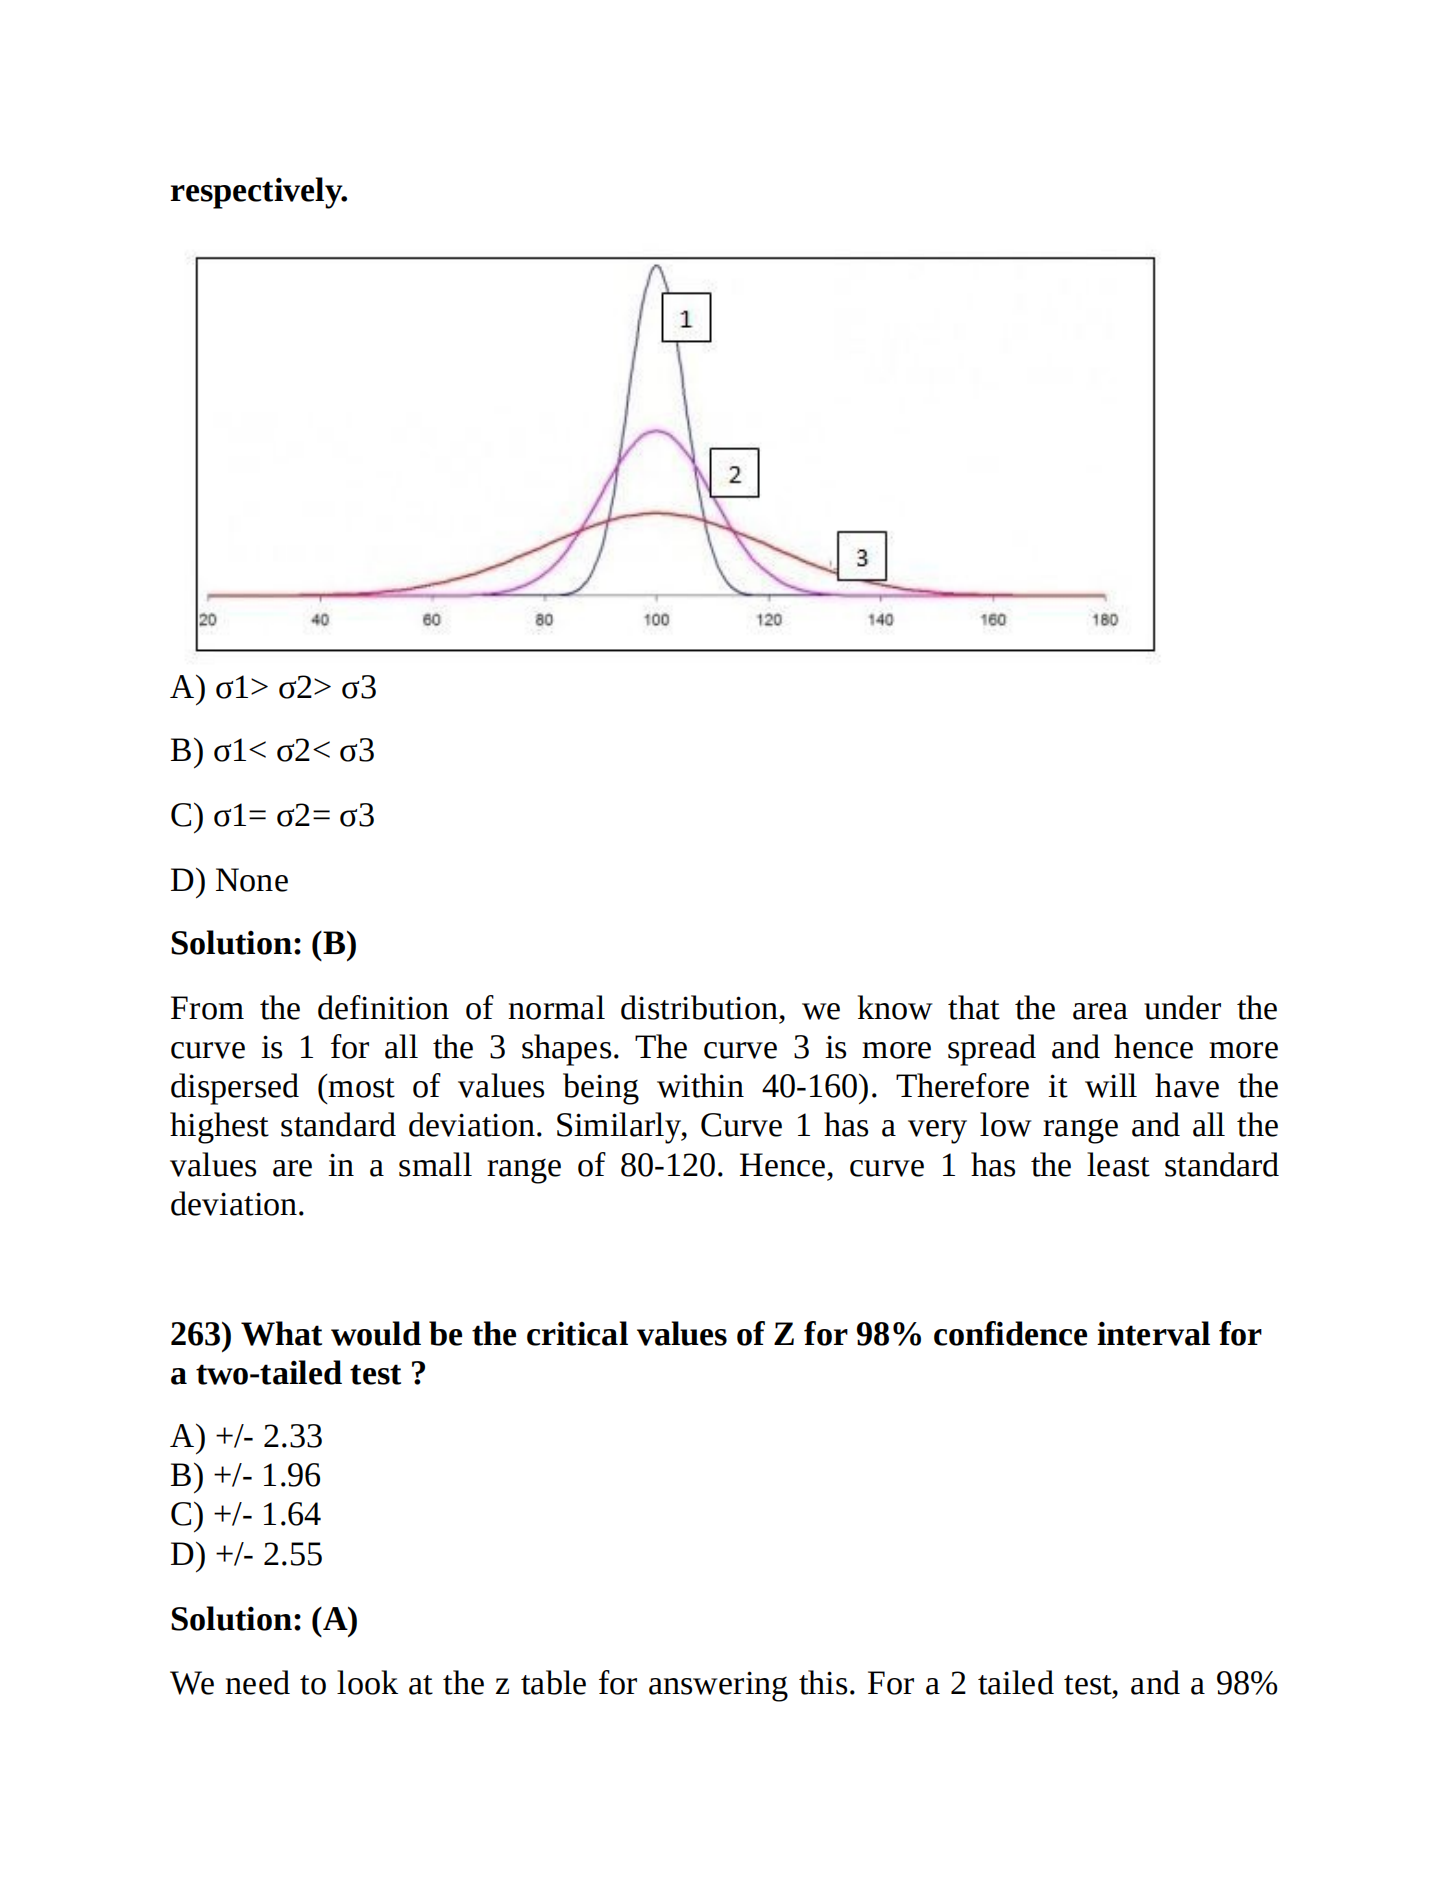 respectively.
1
2
3
20 40 60 80 100 120 140 160 180
A) σ1> σ2> σ3
B) σ1< σ2< σ3
C) σ1= σ2= σ3
D) None
Solution: (B)
From the definition of normal distribution, we know that the area under the
curve is 1 for all the 3 shapes. The curve 3 is more spread and hence more
dispersed (most of values being within 40-160). Therefore it will have the
highest standard deviation. Similarly, Curve 1 has a very low range and all the
values are in a small range of 80-120. Hence, curve 1 has the least standard
deviation.
263) What would be the critical values of Z for 98% confidence interval for
a two-tailed test ?
A) +/- 2.33
B) +/- 1.96
C) +/- 1.64
D) +/- 2.55
Solution: (A)
We need to look at the z table for answering this. For a 2 tailed test, and a 98%